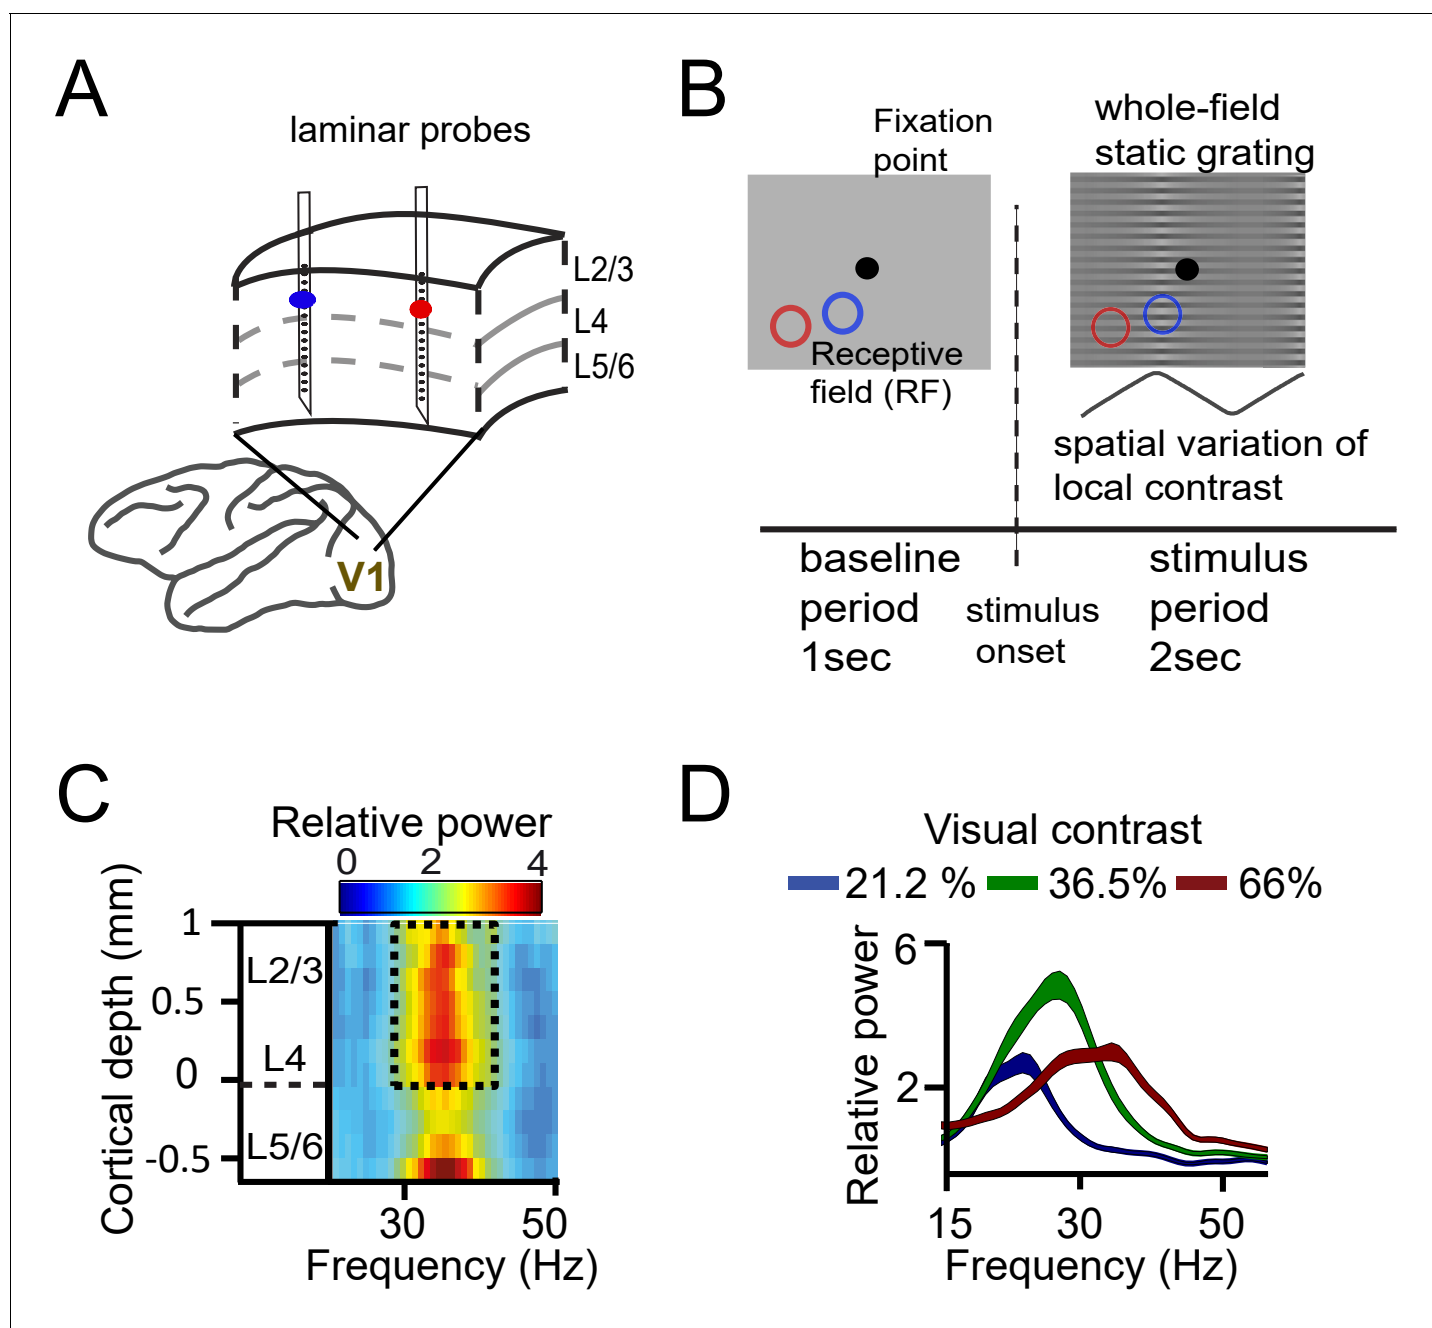 A
laminar probes
L2/3
L4
L5/6
V1
B
Fixation
point
whole-field
static grating
Receptive
field (RF)
spatial variation of
local contrast
baseline
period
1sec
stimulus
onset
stimulus
period
2sec
C
Relative power
0 2 4
Cortical depth (mm)
1
0.5
0
-0.5
L2/3
L4
L5/6
30 50
Frequency (Hz)
D
Visual contrast
21.2 % 36.5% 66%
Relative power
6
2
15 30 50
Frequency (Hz)